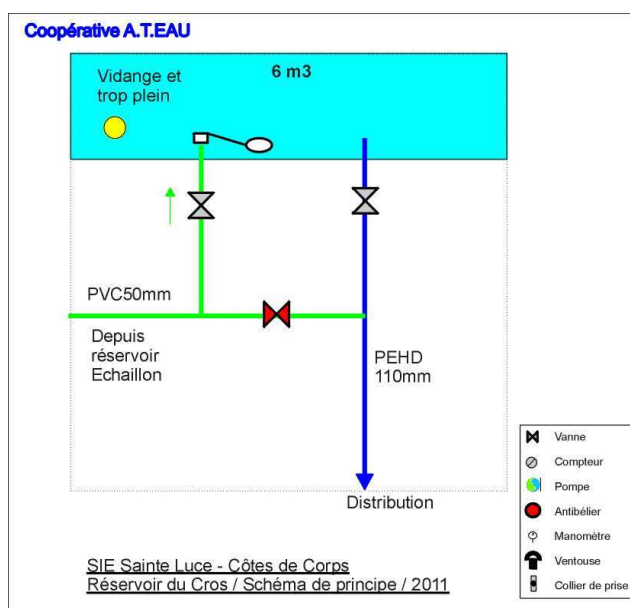 Coopérative A.T.EAU
6 m3
Vidange et
trop plein
PVC50mm
Depuis
réservoir
Echaillon
PEHD
110mm
Distribution
Vanne
Compteur
Pompe
Antibélier
Manomètre
Ventouse
Collier de prise
SIE Sainte Luce - Côtes de Corps
Réservoir du Cros / Schéma de principe / 2011